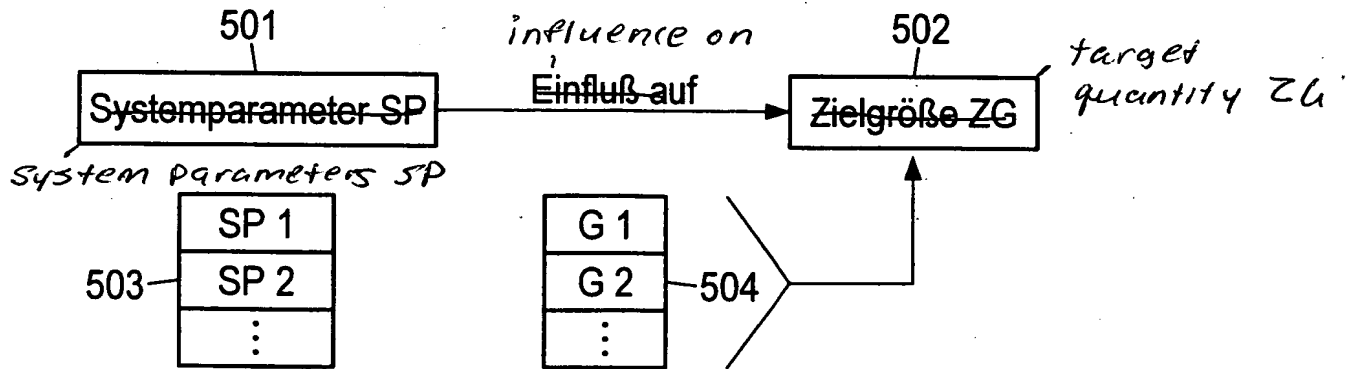 501
influence on
502
target
quantity ZG
Systemparameter SP
Einfluß auf
Zielgröße ZG
system parameters SP
SP 1
G 1
503
SP 2
G 2
504
⋮
⋮